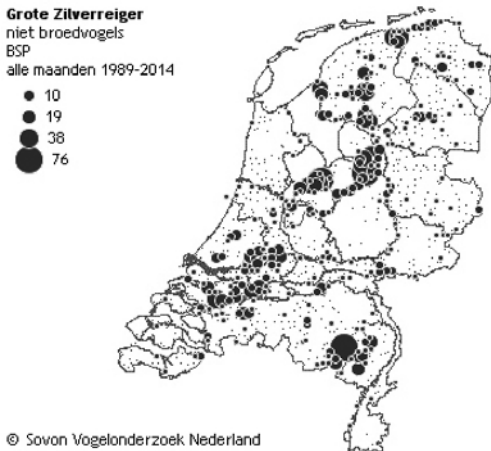 Grote Zilverreiger
niet broedvogels
BSP
alle maanden 1989-2014
10
19
38
76
© Sovon Vogelonderzoek Nederland